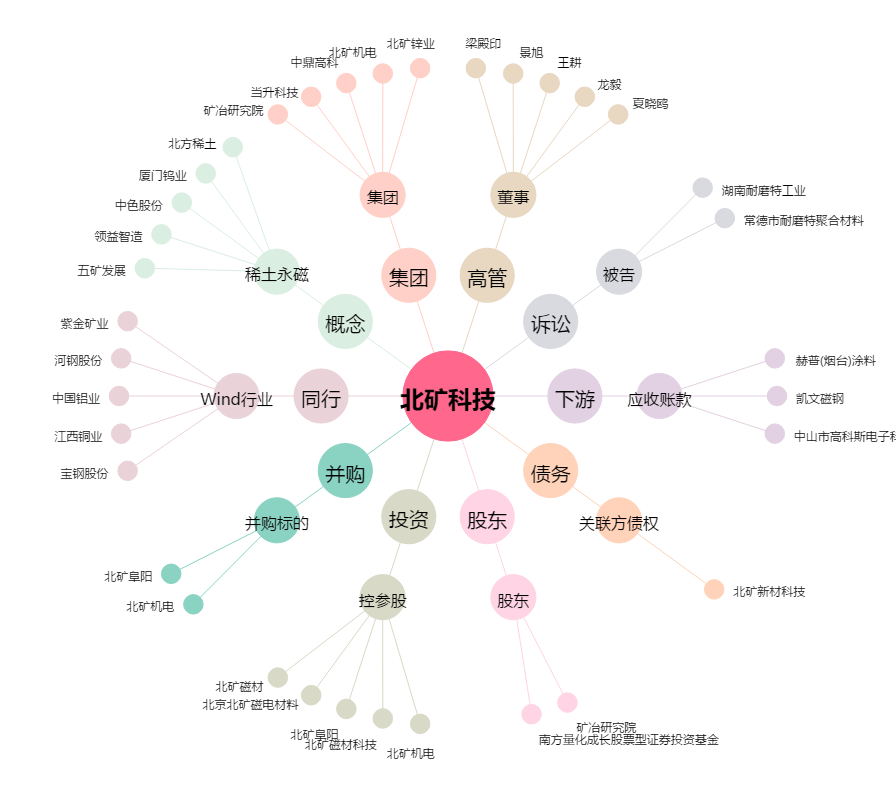 北矿锌业
北矿机电
中鼎高科
当升科技
矿冶研究院
梁殿印
景旭
王耕
龙毅
夏晓鸥
北方稀土
厦门钨业
中色股份
领益智造
五矿发展
集团
董事
湖南耐磨特工业
常德市耐磨特聚合材料
稀土永磁
集团
高管
被告
概念
诉讼
紫金矿业
河钢股份
中国铝业
江西铜业
宝钢股份
Wind行业
同行
北矿科技
下游
应收账款
赫普(烟台)涂料
凯文磁钢
中山市高科斯电子科
并购
债务
并购标的
投资
股东
关联方债权
北矿阜阳
北矿机电
控参股
股东
北矿新材科技
北矿磁材
北京北矿磁电材料
北矿阜阳
北矿磁材科技
北矿机电
矿冶研究院
南方量化成长股票型证券投资基金